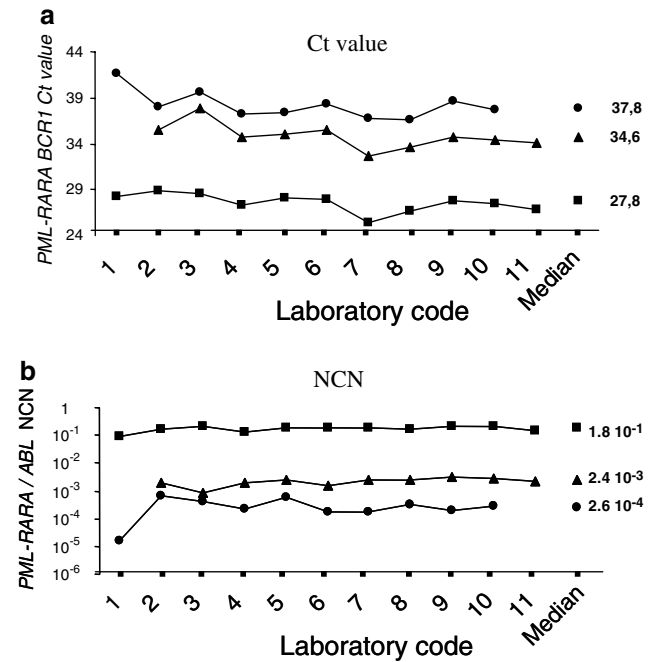 a
Ct value
PML-RARA BCR1 Ct value
44
39
34
29
24
37,8
34,6
27,8
1 2 3 4 5 6 7 8 9 10 11 Median
Laboratory code
b
NCN
PML-RARA / ABL NCN
1
10-1
10-2
10-3
10-4
10-5
10-6
1.8 10-1
2.4 10-3
2.6 10-4
1 2 3 4 5 6 7 8 9 10 11 Median
Laboratory code